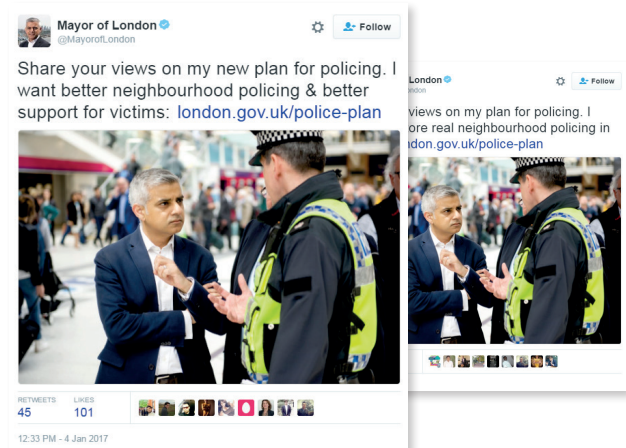 Mayor of London
@MayorofLondon
Follow
Share your views on my new plan for policing. I
want better neighbourhood policing & better
support for victims: london.gov.uk/police-plan
RETWEETS LIKES
45 101
12:33 PM - 4 Jan 2017
London
ondon
Follow
views on my plan for policing. I
ore real neighbourhood policing in
ndon.gov.uk/police-plan